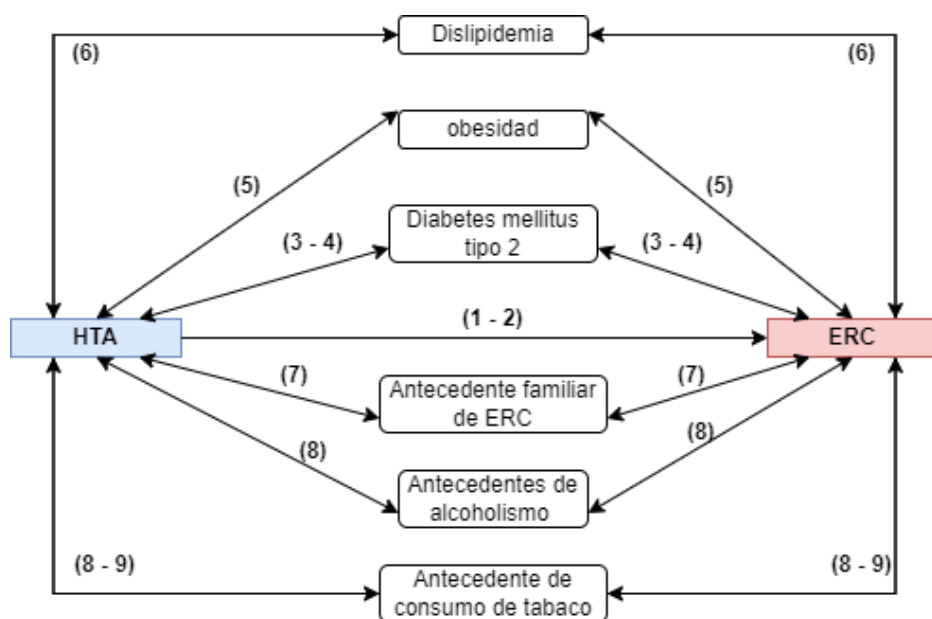 Dislipidemia
(6)
(6)
obesidad
(5)
(5)
Diabetes mellitus
tipo 2
(3 - 4)
(3 - 4)
(1 - 2)
HTA
ERC
(7)
(7)
Antecedente familiar
de ERC
(8)
(8)
Antecedentes de
alcoholismo
(8 - 9)
(8 - 9)
Antecedente de
consumo de tabaco